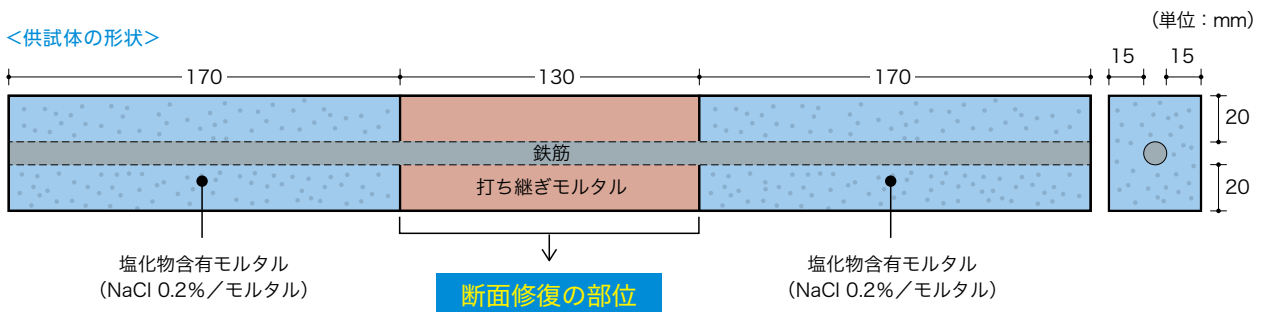 (単位：mm)
<供試体の形状>
170
130
170
15
15
20
鉄筋
打ち継ぎモルタル
20
塩化物含有モルタル
(NaCl 0.2%／モルタル)
塩化物含有モルタル
(NaCl 0.2%／モルタル)
断面修復の部位